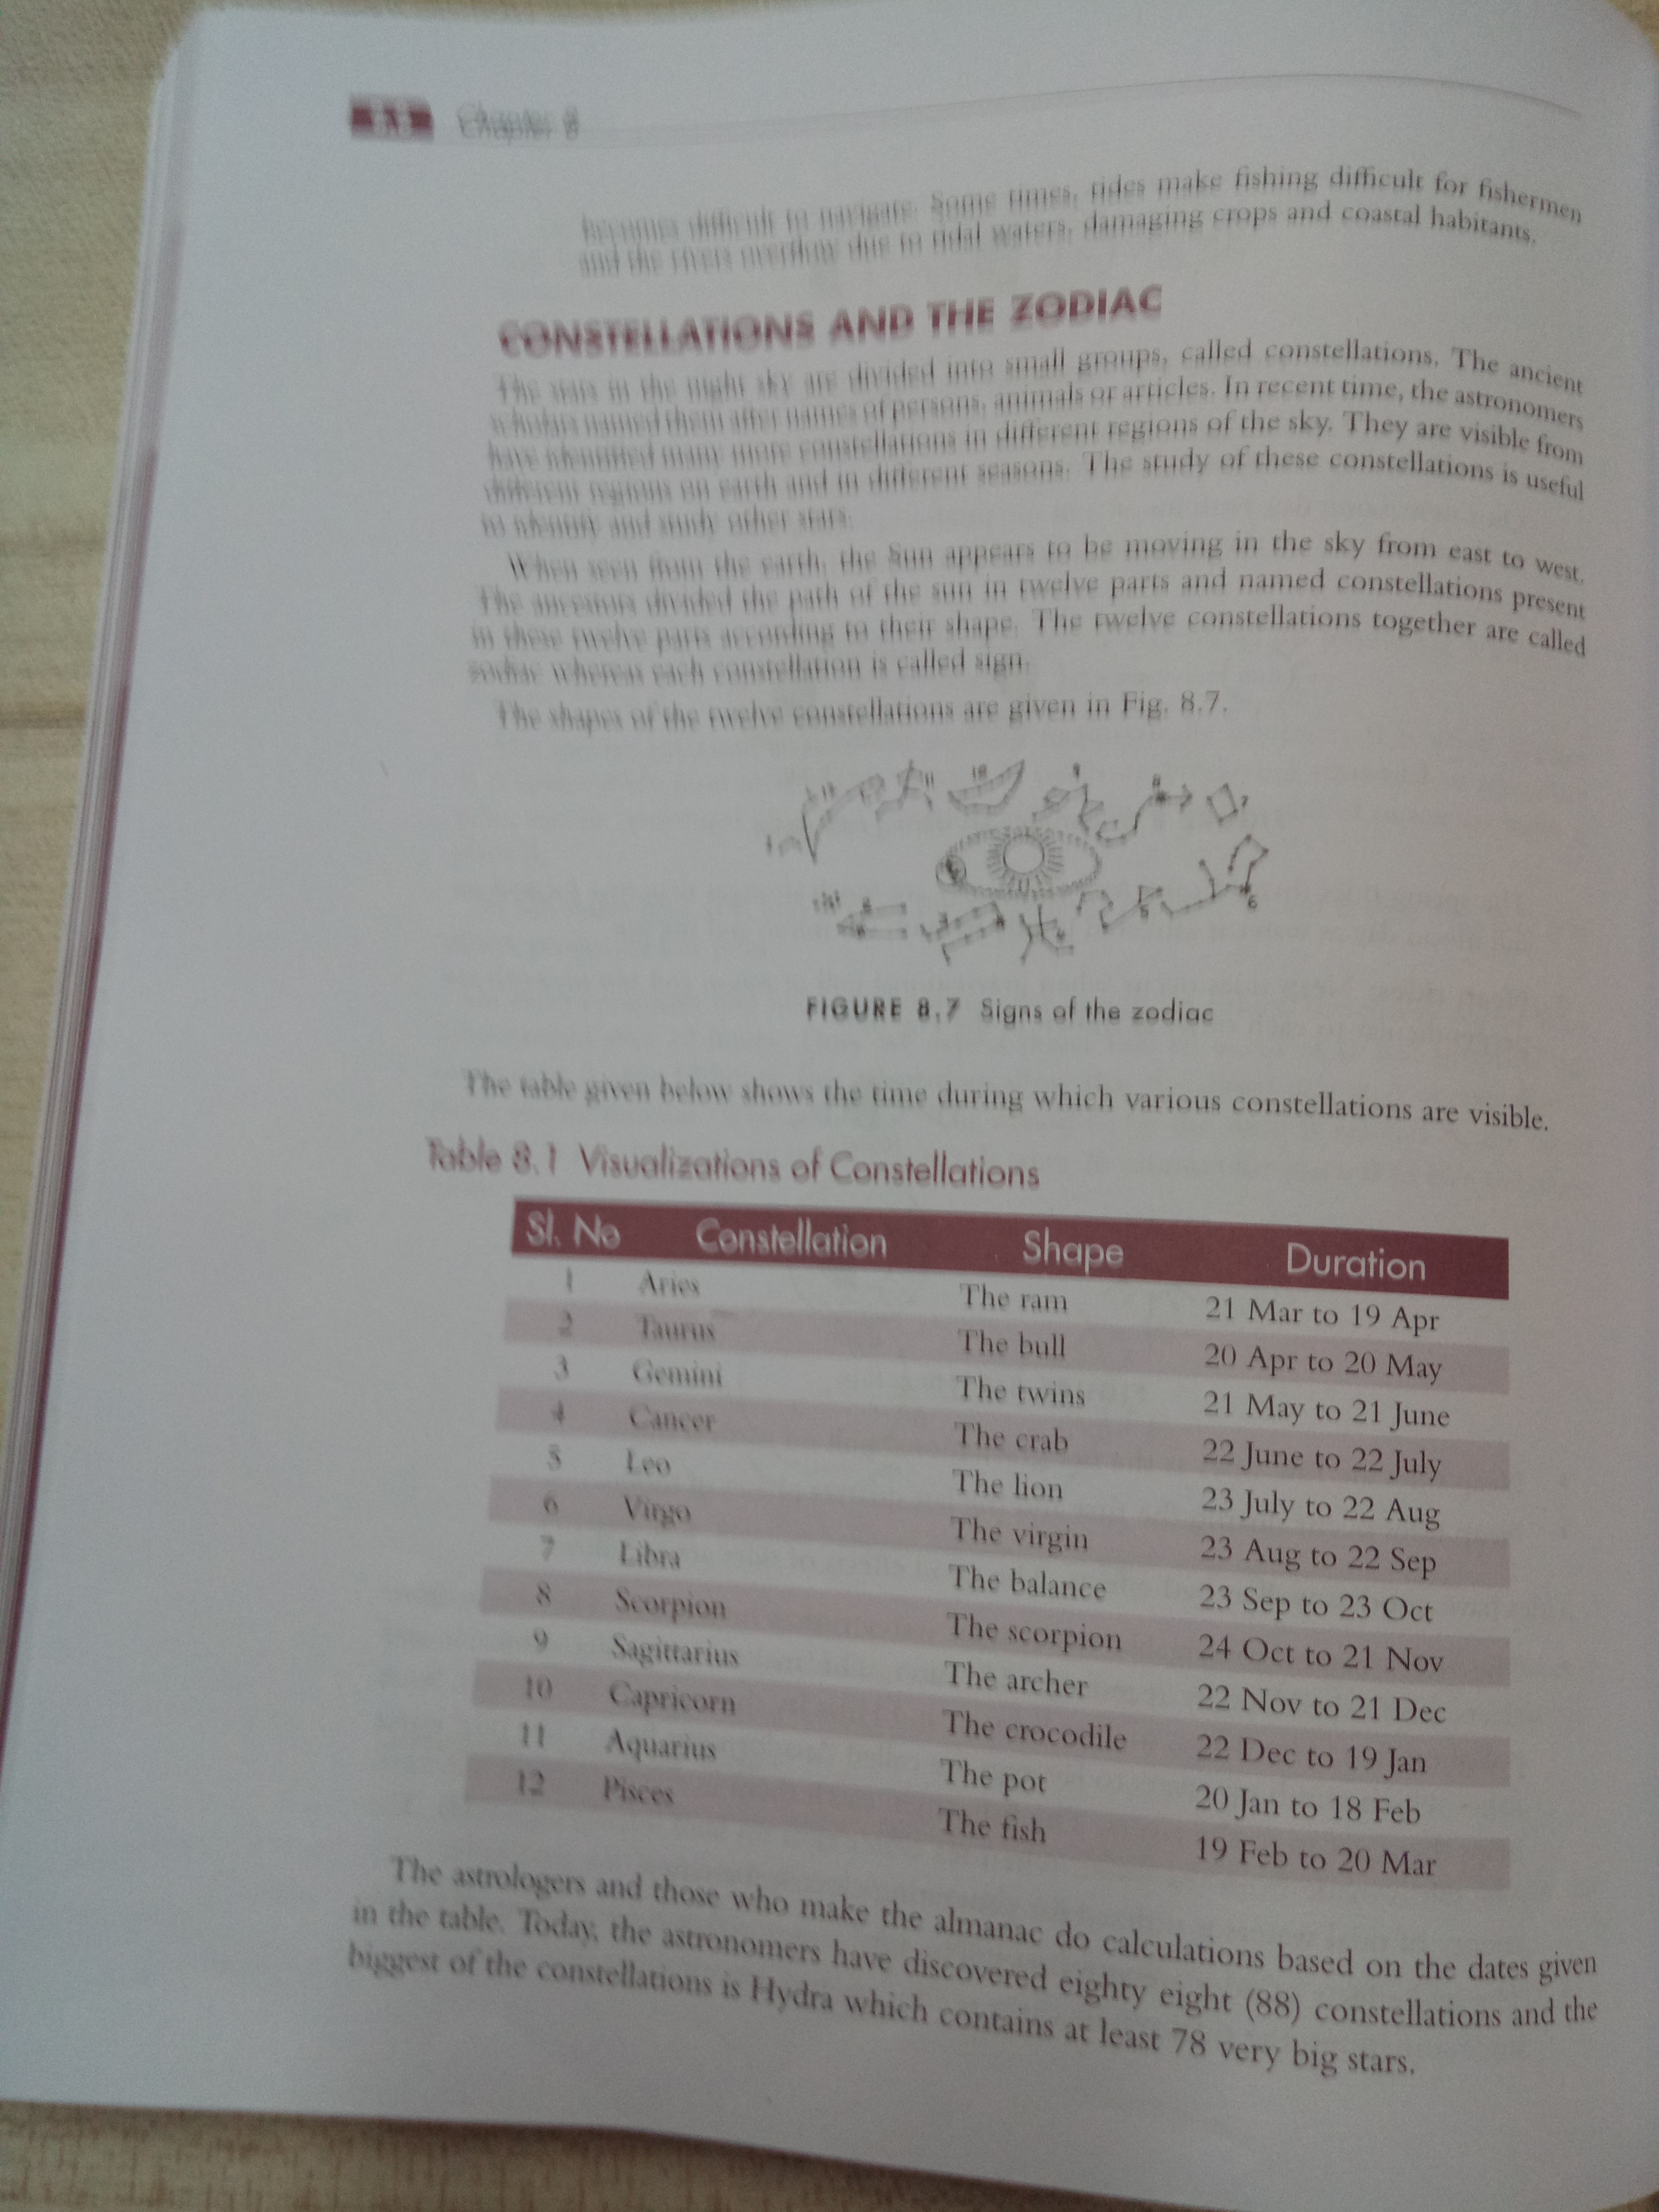 Chapter 8
becomes difficult to navigate. Some times, tides make fishing difficult for fishermen
and the rivers overflow due to tidal waters, damaging crops and coastal habitants.
CONSTELLATIONS AND THE ZODIAC
The stars in the night sky are divided into small groups, called constellations. The ancient
scholars named them after names of persons, animals or articles. In recent time, the astronomers
have identified many more constellations in different regions of the sky. They are visible from
different regions on earth and in different seasons. The study of these constellations is useful
to identify and study other stars.
When seen from the earth, the Sun appears to be moving in the sky from east to west.
The ancestors divided the path of the sun in twelve parts and named constellations present
in these twelve parts according to their shape. The twelve constellations together are called
zodiac whereas each constellation is called sign.
The shapes of the twelve constellations are given in Fig. 8.7.
10
11
9
8
7
6
5
FIGURE 8.7 Signs of the zodiac
The table given below shows the time during which various constellations are visible.
Table 8.1 Visualizations of Constellations
Sl. No Constellation Shape Duration
1 Aries The ram 21 Mar to 19 Apr
2 Taurus The bull 20 Apr to 20 May
3 Gemini The twins 21 May to 21 June
4 Cancer The crab 22 June to 22 July
5 Leo The lion 23 July to 22 Aug
6 Virgo The virgin 23 Aug to 22 Sep
7 Libra The balance 23 Sep to 23 Oct
8 Scorpion The scorpion 24 Oct to 21 Nov
9 Sagittarius The archer 22 Nov to 21 Dec
10 Capricorn The crocodile 22 Dec to 19 Jan
11 Aquarius The pot 20 Jan to 18 Feb
12 Pisces The fish 19 Feb to 20 Mar
The astrologers and those who make the almanac do calculations based on the dates given
in the table. Today, the astronomers have discovered eighty eight (88) constellations and the
biggest of the constellations is Hydra which contains at least 78 very big stars.